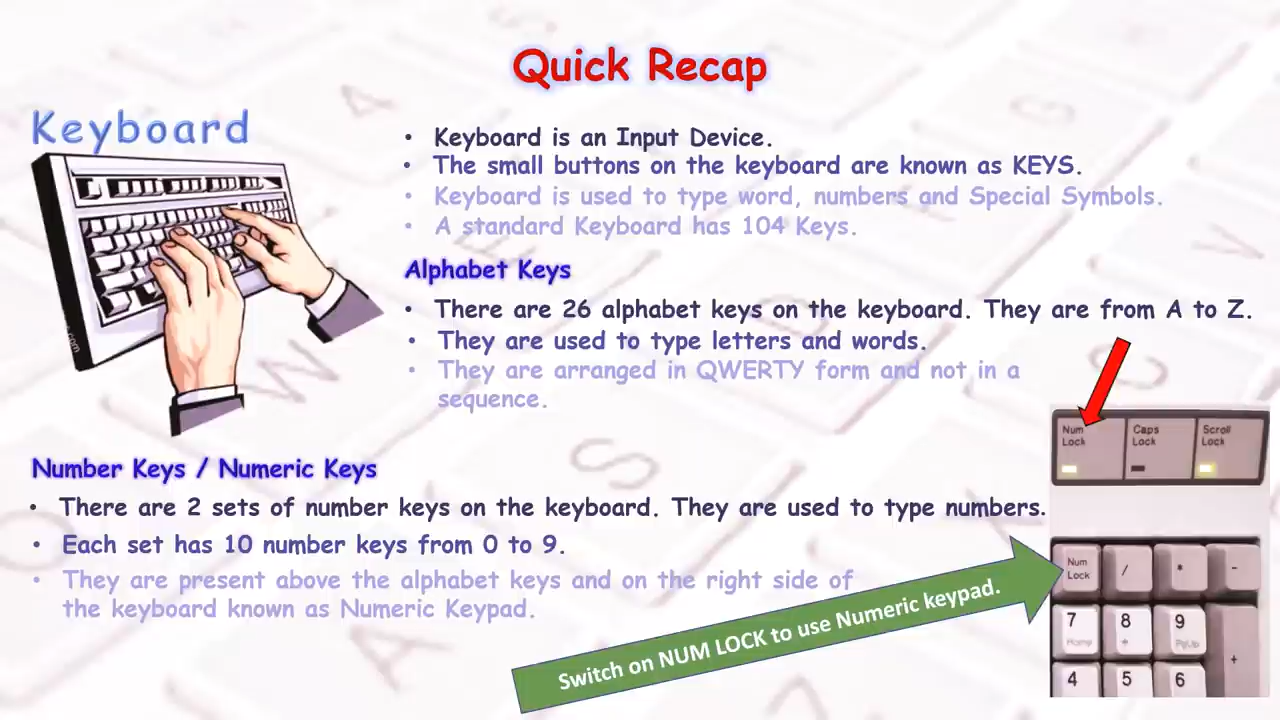 Quick Recap
Keyboard
• Keyboard is an Input Device.
• The small buttons on the keyboard are known as KEYS.
• Keyboard is used to type word, numbers and Special Symbols.
• A standard Keyboard has 104 Keys.
Alphabet Keys
• There are 26 alphabet keys on the keyboard. They are from A to Z.
• They are used to type letters and words.
• They are arranged in QWERTY form and not in a
sequence.
Number Keys / Numeric Keys
• There are 2 sets of number keys on the keyboard. They are used to type numbers.
• Each set has 10 number keys from 0 to 9.
• They are present above the alphabet keys and on the right side of
the keyboard known as Numeric Keypad.
Switch on NUM LOCK to use Numeric keypad.
Num Lock
Caps Lock
Scroll Lock
Num Lock / * -
7 Home 8 9 PgUp +
4 5 6